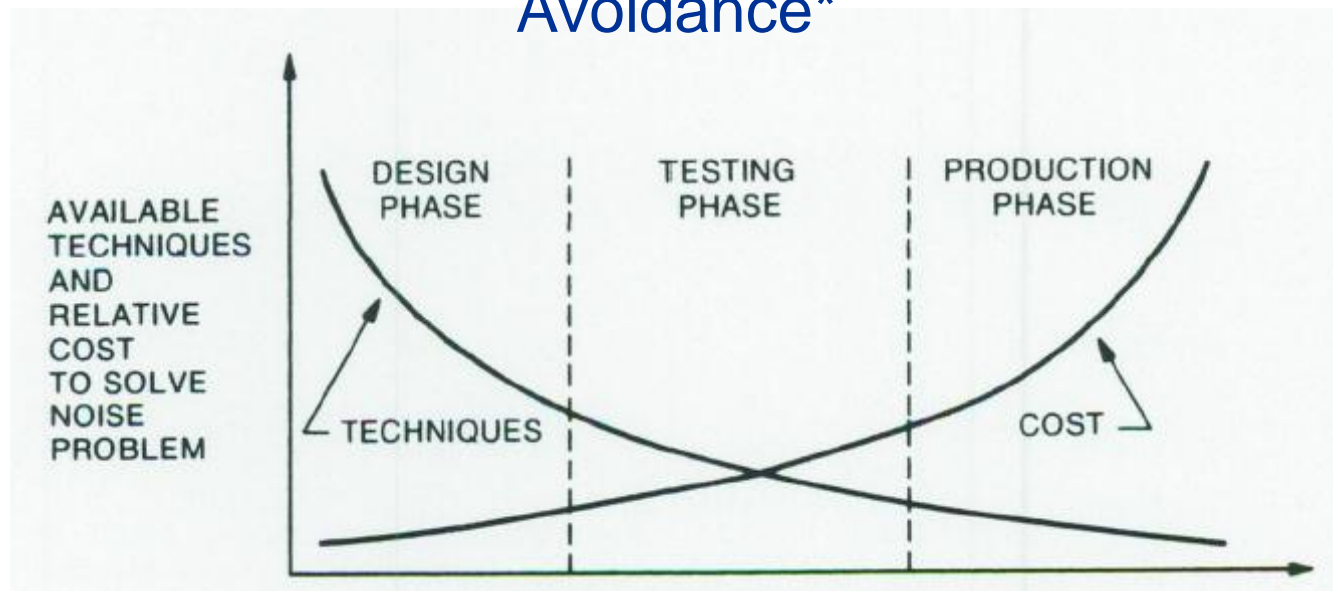 Avoidance*
DESIGN
PHASE
TESTING
PHASE
PRODUCTION
PHASE
AVAILABLE
TECHNIQUES
AND
RELATIVE
COST
TO SOLVE
NOISE
PROBLEM
TECHNIQUES
COST